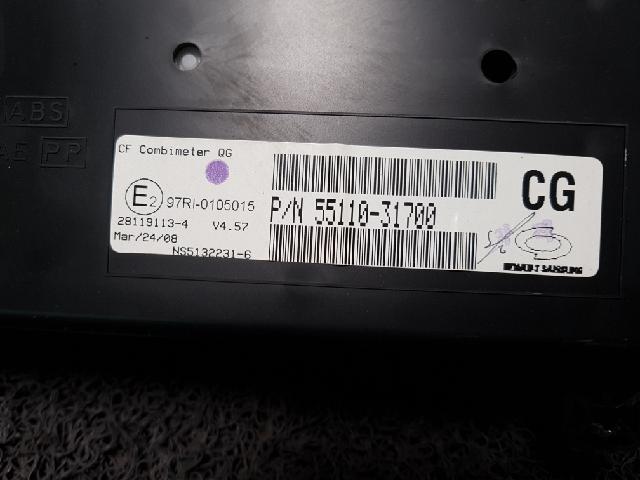 ABS
PP
CF Combimeter QG
E2 97RI-0105015
28119113-4 V4.57
Mar/24/08
NS5132231-6
P/N 55110-31700
CG
RENAULT SAMSUNG